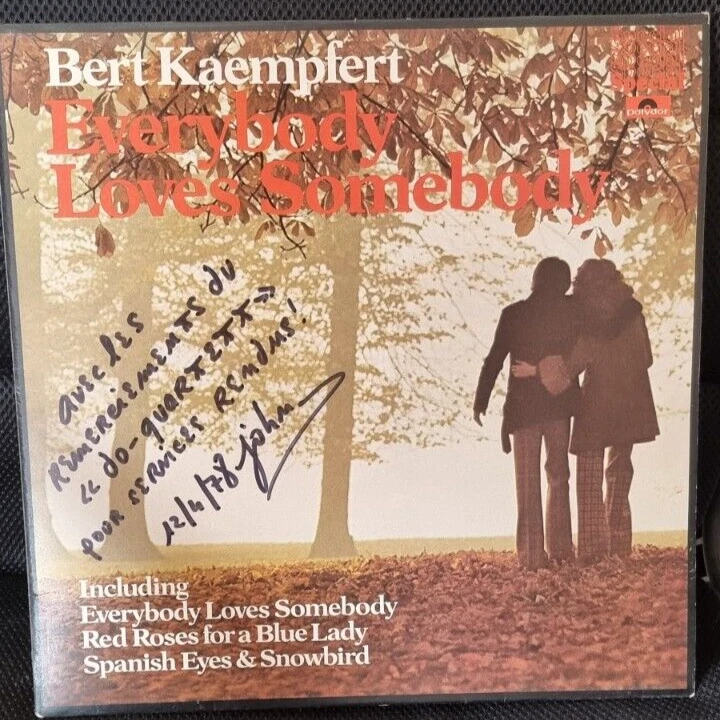 Bert Kaempfert
Everybody
Loves Somebody
polydor
avec les
remerciements du
« do-quartett »
pour services rendus!
12/4/78 john
Including
Everybody Loves Somebody
Red Roses for a Blue Lady
Spanish Eyes & Snowbird